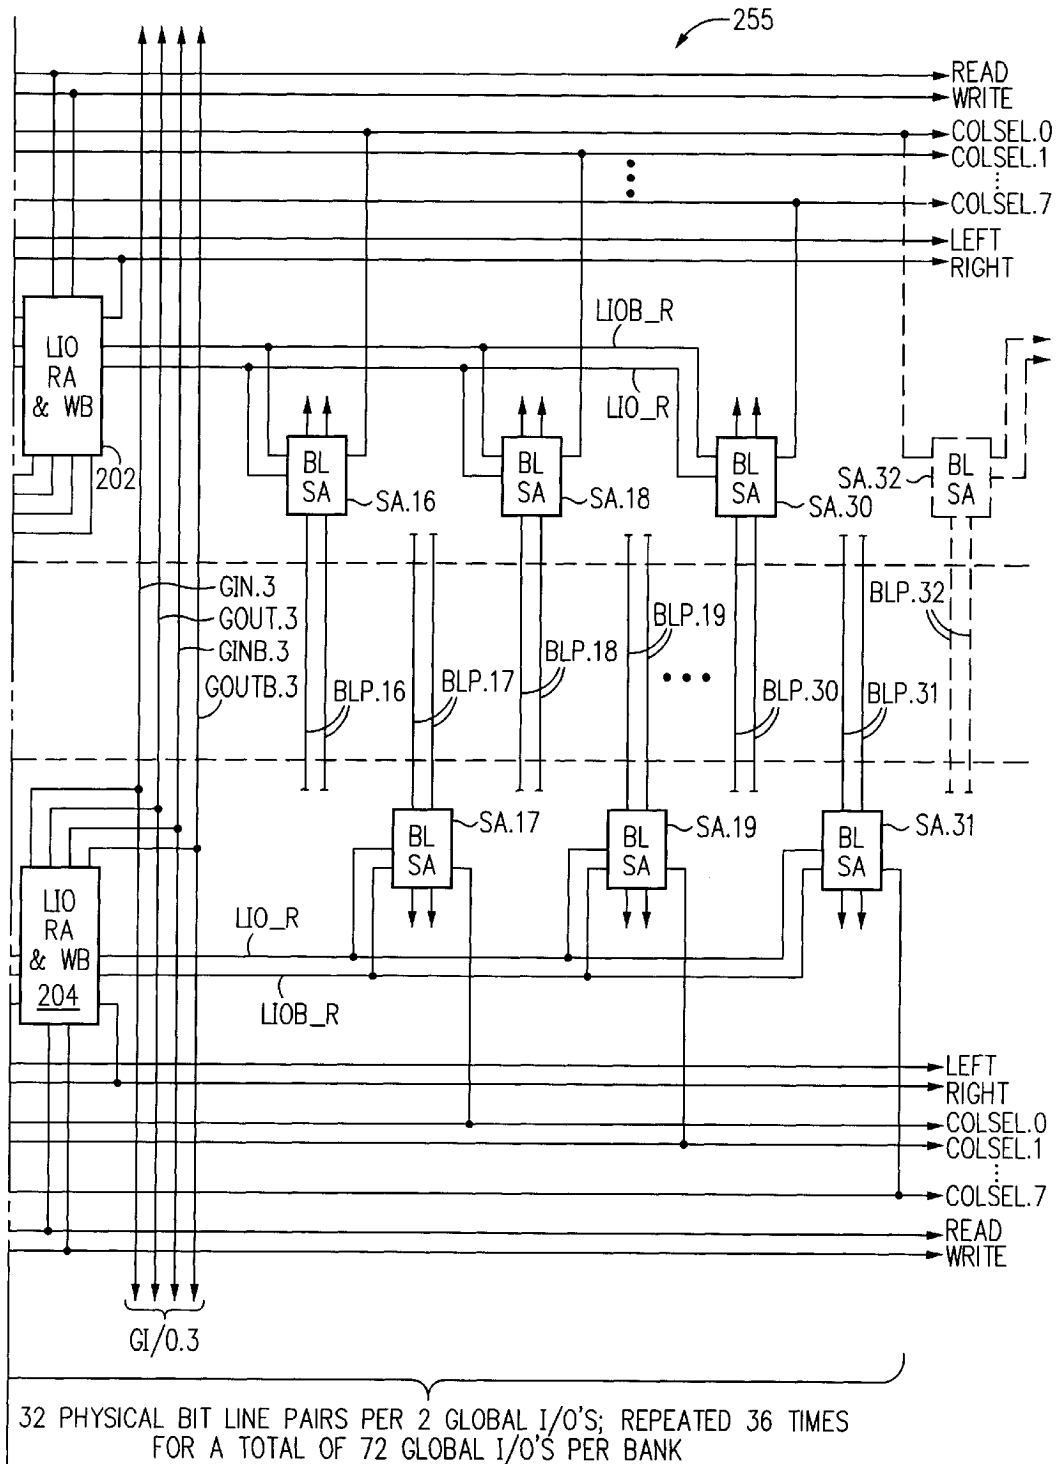 255
READ
WRITE
COLSEL.0
COLSEL.1
COLSEL.7
LEFT
RIGHT
LIO
RA
& WB
202
LIOB_R
LIO_R
BL
SA
SA.16
BL
SA
SA.18
BL
SA
SA.30
BL
SA
SA.32
GIN.3
GOUT.3
GINB.3
GOUTB.3
BLP.16
BLP.17
BLP.18
BLP.19
BLP.30
BLP.31
BLP.32
LIO
RA
& WB
204
BL
SA
SA.17
BL
SA
SA.19
BL
SA
SA.31
LIO_R
LIOB_R
LEFT
RIGHT
COLSEL.0
COLSEL.1
COLSEL.7
READ
WRITE
GI/0.3
32 PHYSICAL BIT LINE PAIRS PER 2 GLOBAL I/O'S; REPEATED 36 TIMES
FOR A TOTAL OF 72 GLOBAL I/O'S PER BANK